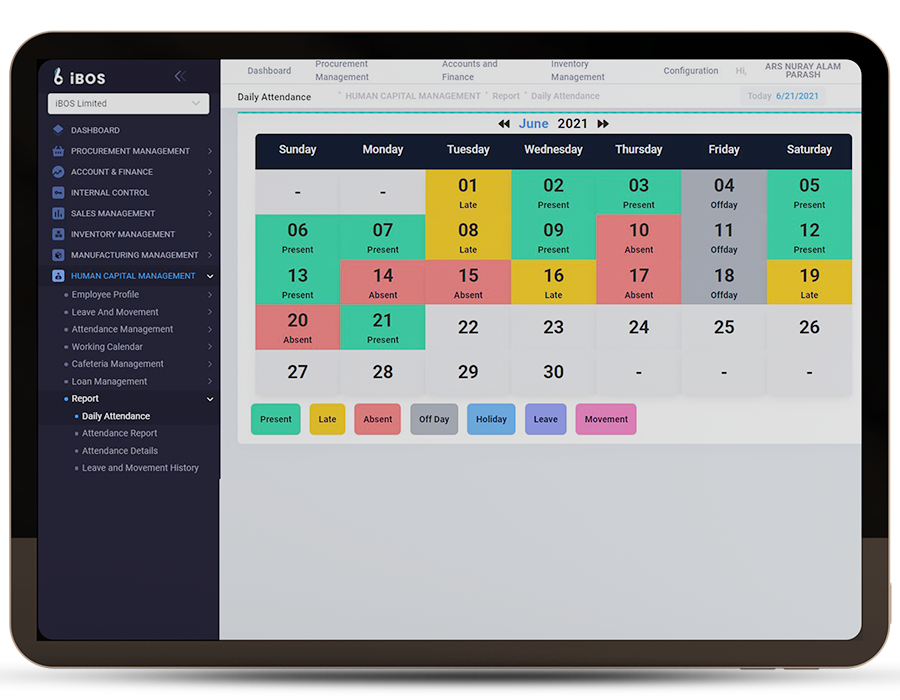 iBOS
iBOS Limited
DASHBOARD
PROCUREMENT MANAGEMENT
ACCOUNT & FINANCE
INTERNAL CONTROL
SALES MANAGEMENT
INVENTORY MANAGEMENT
MANUFACTURING MANAGEMENT
HUMAN CAPITAL MANAGEMENT
Employee Profile
Leave And Movement
Attendance Management
Working Calendar
Cafeteria Management
Loan Management
Report
Daily Attendance
Attendance Report
Attendance Details
Leave and Movement History
Dashboard
Procurement
Management
Accounts and
Finance
Inventory
Management
Configuration
Hi,
ARS NURAY ALAM
PARASH
Daily Attendance
HUMAN CAPITAL MANAGEMENT Report Daily Attendance
Today 6/21/2021
June 2021
Sunday Monday Tuesday Wednesday Thursday Friday Saturday
- - 01 02 03 04 05
Late Present Present Offday Present
06 07 08 09 10 11 12
Present Present Late Present Absent Offday Present
13 14 15 16 17 18 19
Present Absent Absent Late Absent Offday Late
20 21 22 23 24 25 26
Absent Present
27 28 29 30 - - -
Present Late Absent Off Day Holiday Leave Movement